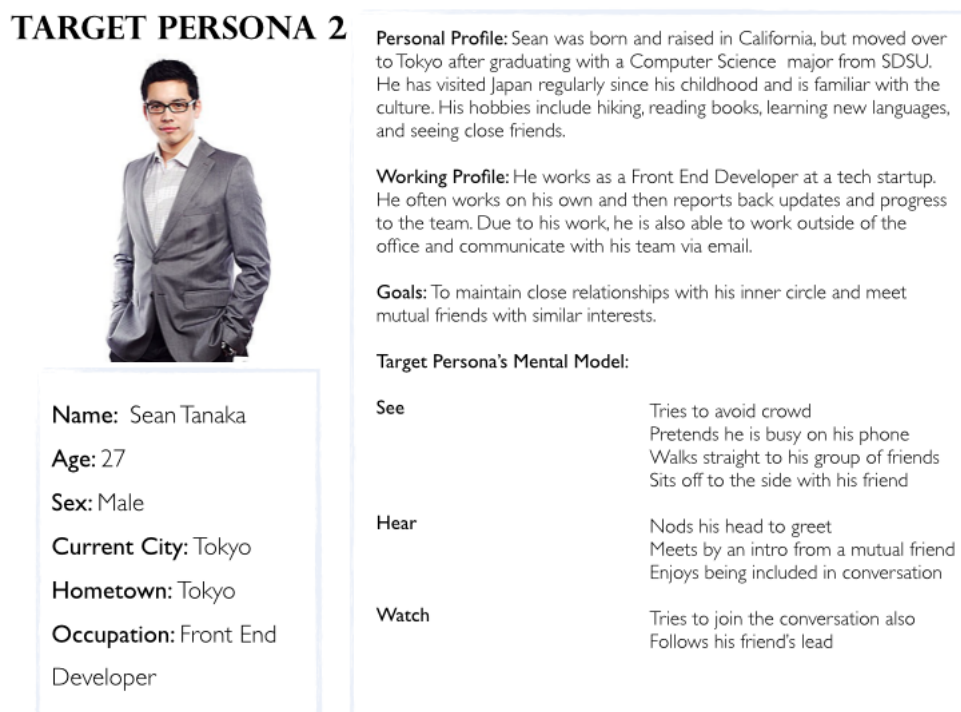 TARGET PERSONA 2
Name: Sean Tanaka
Age: 27
Sex: Male
Current City: Tokyo
Hometown: Tokyo
Occupation: Front End
Developer
Personal Profile: Sean was born and raised in California, but moved over
to Tokyo after graduating with a Computer Science major from SDSU.
He has visited Japan regularly since his childhood and is familiar with the
culture. His hobbies include hiking, reading books, learning new languages,
and seeing close friends.
Working Profile: He works as a Front End Developer at a tech startup.
He often works on his own and then reports back updates and progress
to the team. Due to his work, he is also able to work outside of the
office and communicate with his team via email.
Goals: To maintain close relationships with his inner circle and meet
mutual friends with similar interests.
Target Persona's Mental Model:
See
Tries to avoid crowd
Pretends he is busy on his phone
Walks straight to his group of friends
Sits off to the side with his friend
Hear
Nods his head to greet
Meets by an intro from a mutual friend
Enjoys being included in conversation
Watch
Tries to join the conversation also
Follows his friend's lead